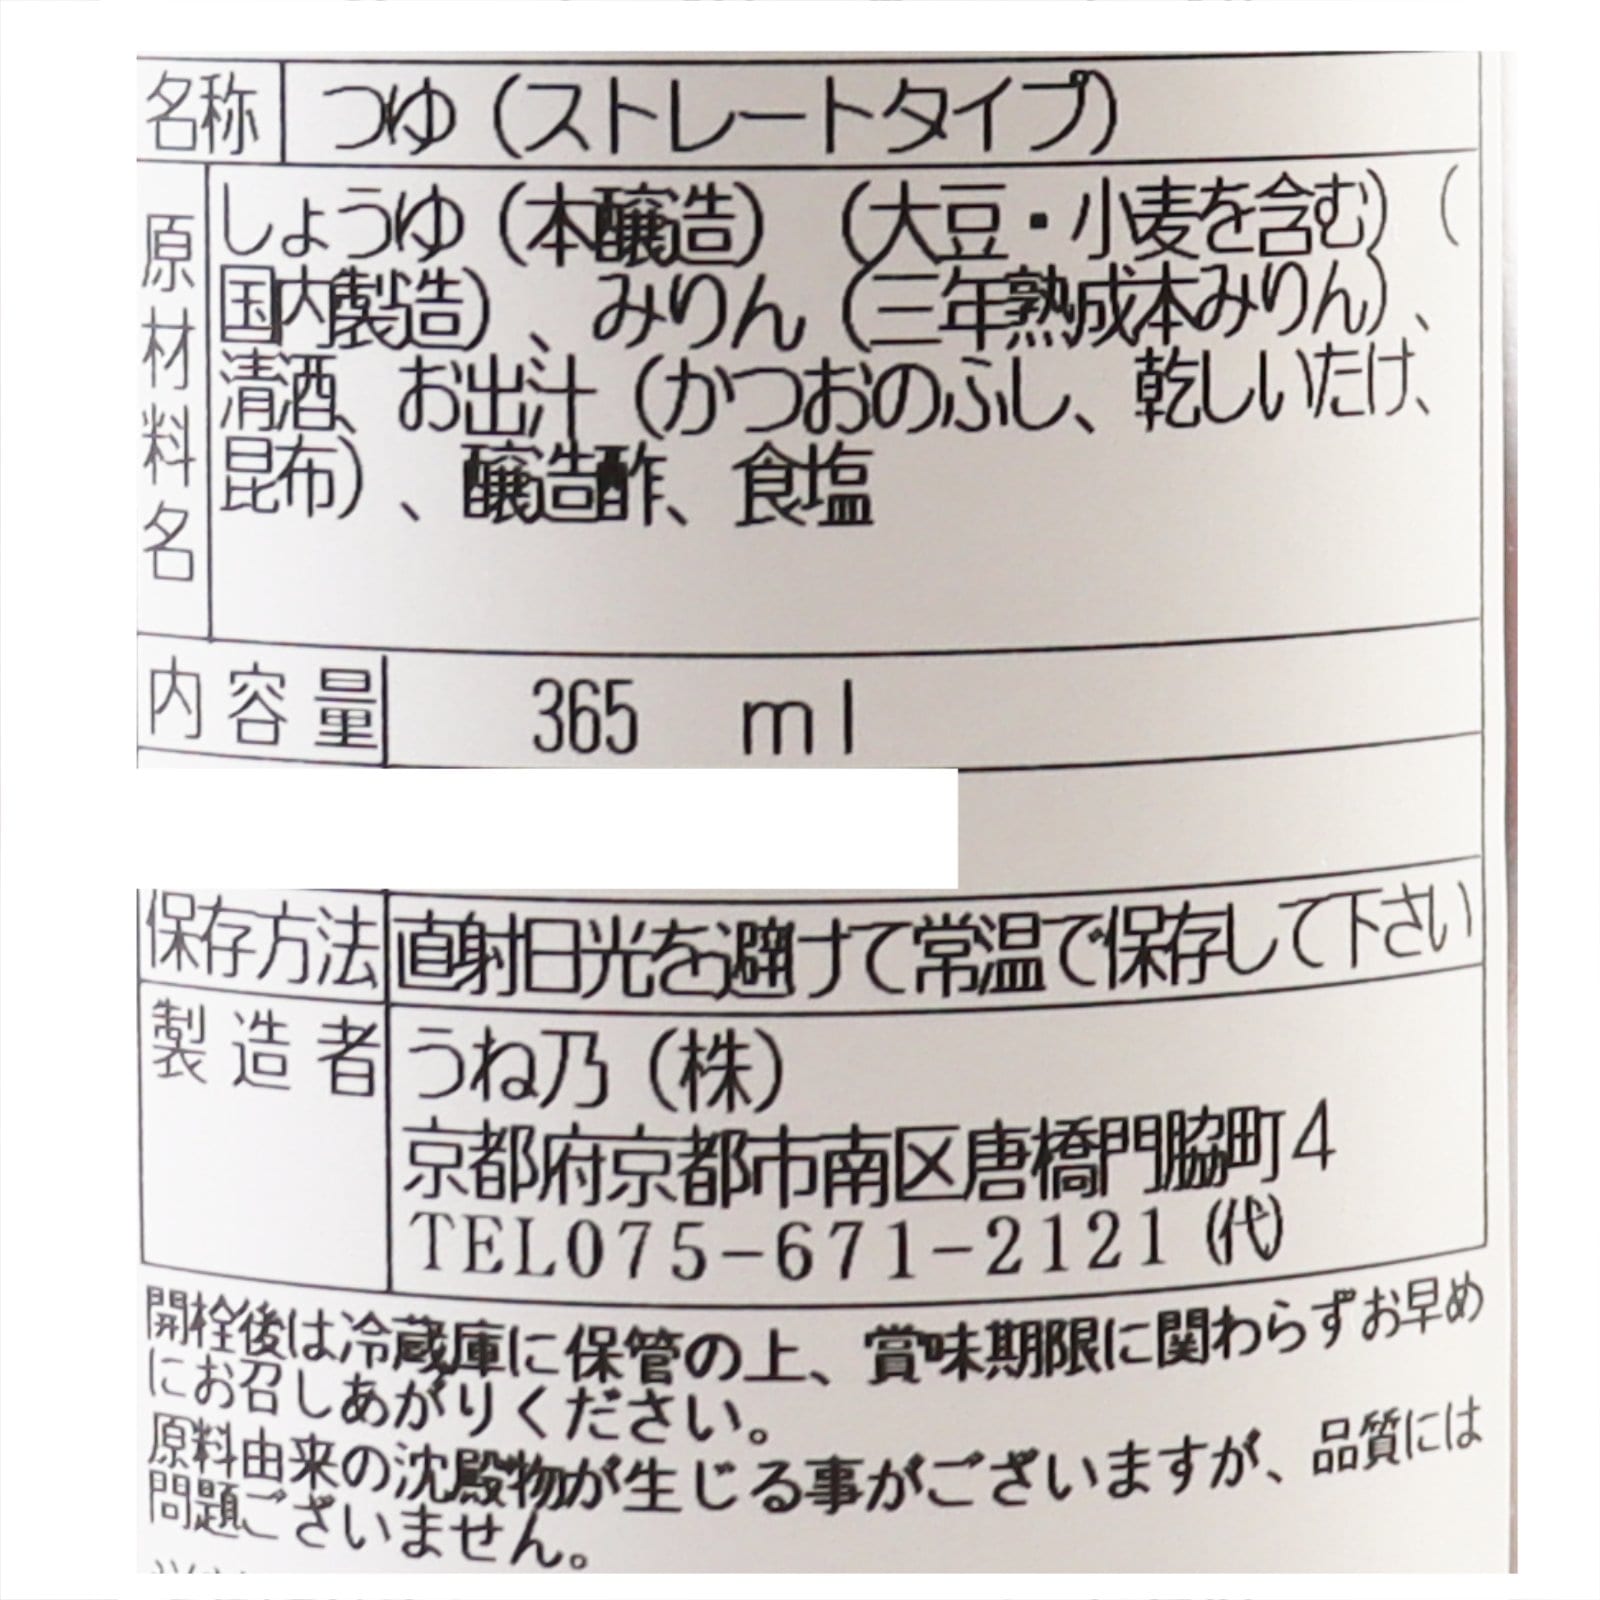 名称 つゆ（ストレートタイプ）
原材料名 しょうゆ（本醸造）（大豆・小麦を含む）（
国内製造）、みりん（三年熟成本みりん）、
清酒、お出汁（かつおのふし、乾しいたけ、
昆布）、醸造酢、食塩
内容量 365 ml
保存方法 直射日光を避けて常温で保存して下さい
製造者 うね乃（株）
京都府京都市南区唐橋門脇町4
TEL075-671-2121(代)
開栓後は冷蔵庫に保管の上、賞味期限に関わらずお早め
にお召しあがりください。
原料由来の沈殿物が生じる事がございますが、品質には
問題ございません。